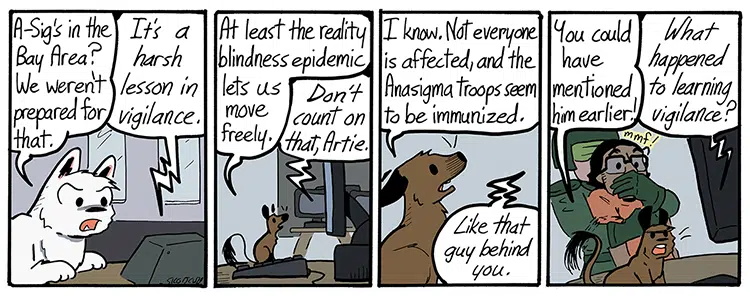 A-Sig's in the
Bay Area?
We weren't
prepared for
that.
It's a
harsh
lesson in
vigilance.
At least the reality
blindness epidemic
lets us
move
freely.
Don't
count on
that, Artie.
I know. Not everyone
is affected, and the
Anasigma troops seem
to be immunized.
Like that
guy behind
you.
You could
have
mentioned
him earlier!
What
happened
to learning
vigilance?
mmf!